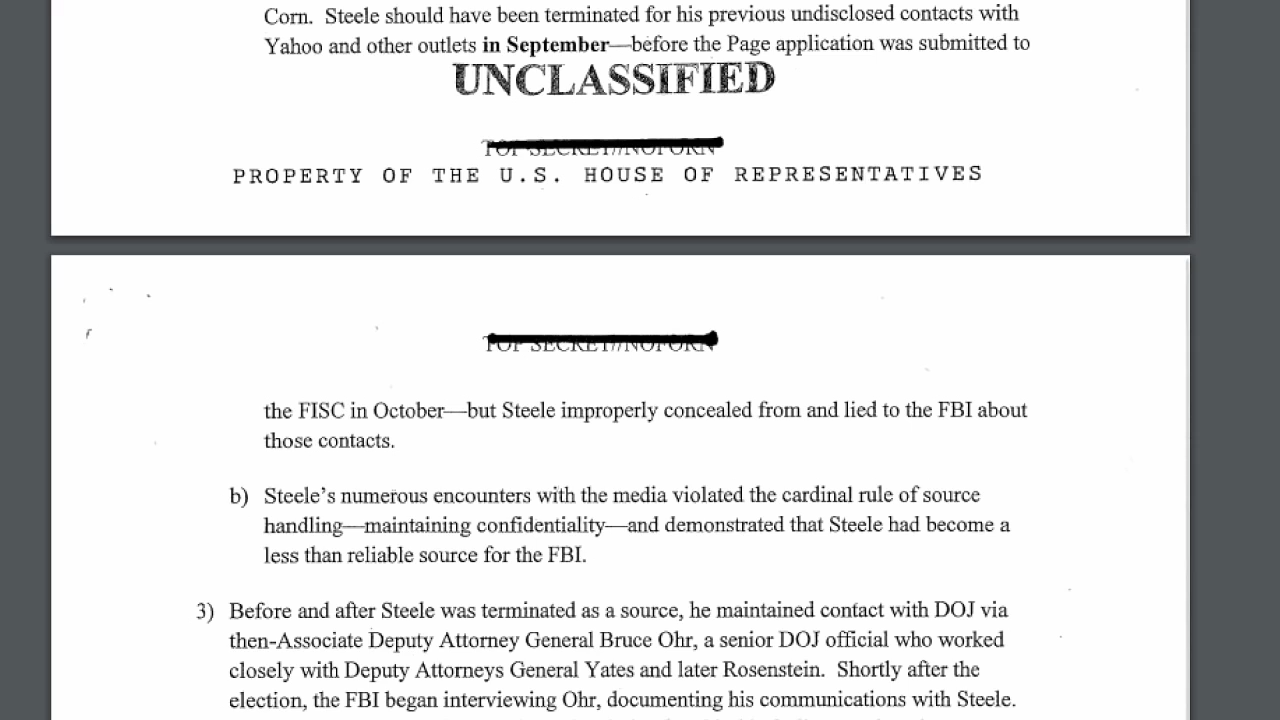 Corn. Steele should have been terminated for his previous undisclosed contacts with
Yahoo and other outlets in September—before the Page application was submitted to
UNCLASSIFIED
TOP SECRET//NOFORN
PROPERTY OF THE U.S. HOUSE OF REPRESENTATIVES
TOP SECRET//NOFORN
the FISC in October—but Steele improperly concealed from and lied to the FBI about
those contacts.
b) Steele's numerous encounters with the media violated the cardinal rule of source
handling—maintaining confidentiality—and demonstrated that Steele had become a
less than reliable source for the FBI.
3) Before and after Steele was terminated as a source, he maintained contact with DOJ via
then-Associate Deputy Attorney General Bruce Ohr, a senior DOJ official who worked
closely with Deputy Attorneys General Yates and later Rosenstein. Shortly after the
election, the FBI began interviewing Ohr, documenting his communications with Steele.